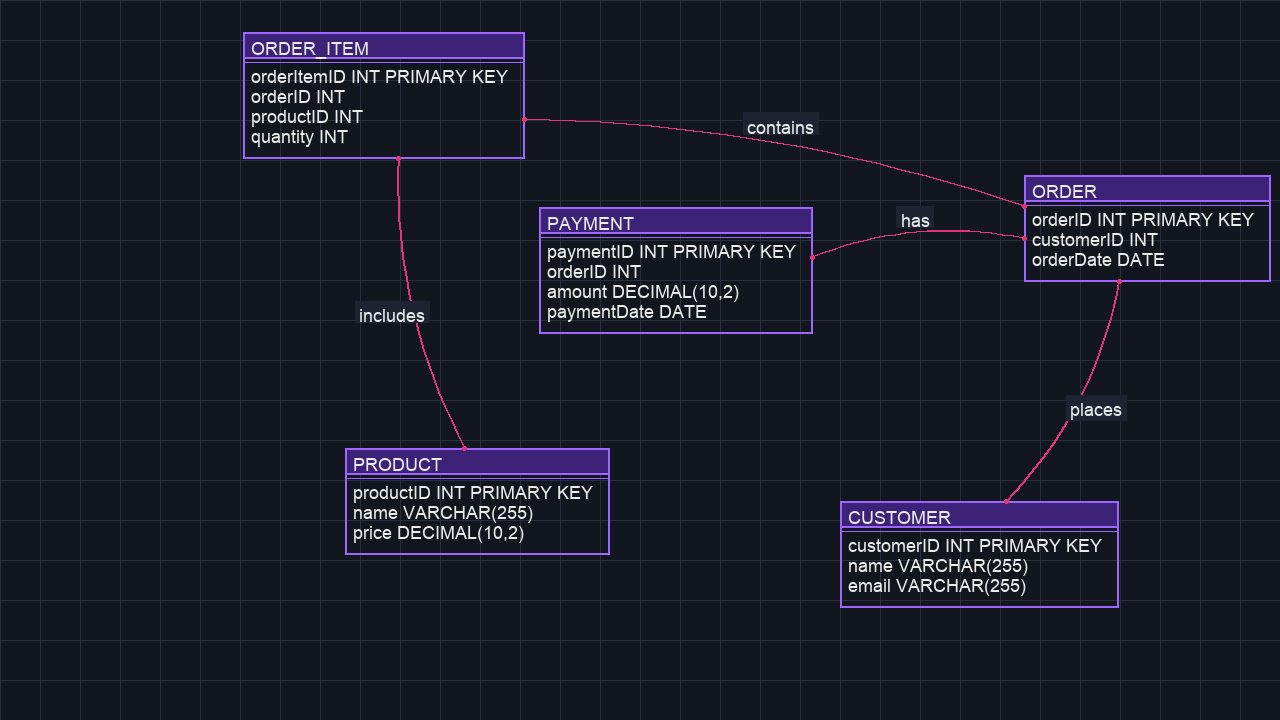 ORDER_ITEM
orderItemID INT PRIMARY KEY
orderID INT
productID INT
quantity INT
contains
ORDER
orderID INT PRIMARY KEY
customerID INT
orderDate DATE
PAYMENT
paymentID INT PRIMARY KEY
orderID INT
amount DECIMAL(10,2)
paymentDate DATE
has
includes
places
PRODUCT
productID INT PRIMARY KEY
name VARCHAR(255)
price DECIMAL(10,2)
CUSTOMER
customerID INT PRIMARY KEY
name VARCHAR(255)
email VARCHAR(255)